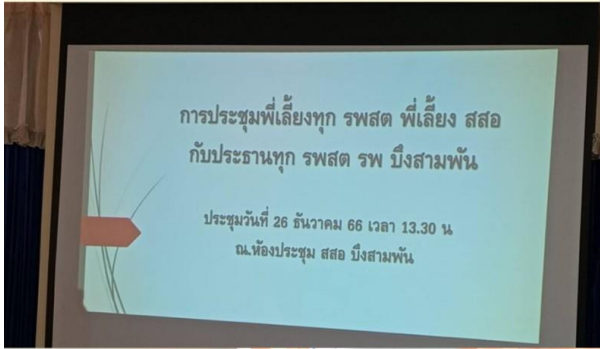 การประชุมพี่เลี้ยงทุก รพสต พี่เลี้ยง สสอ
กับประธานทุก รพสต รพ บึงสามพัน
ประชุมวันที่ 26 ธันวาคม 66 เวลา 13.30 น
ณ.ห้องประชุม สสอ บึงสามพัน